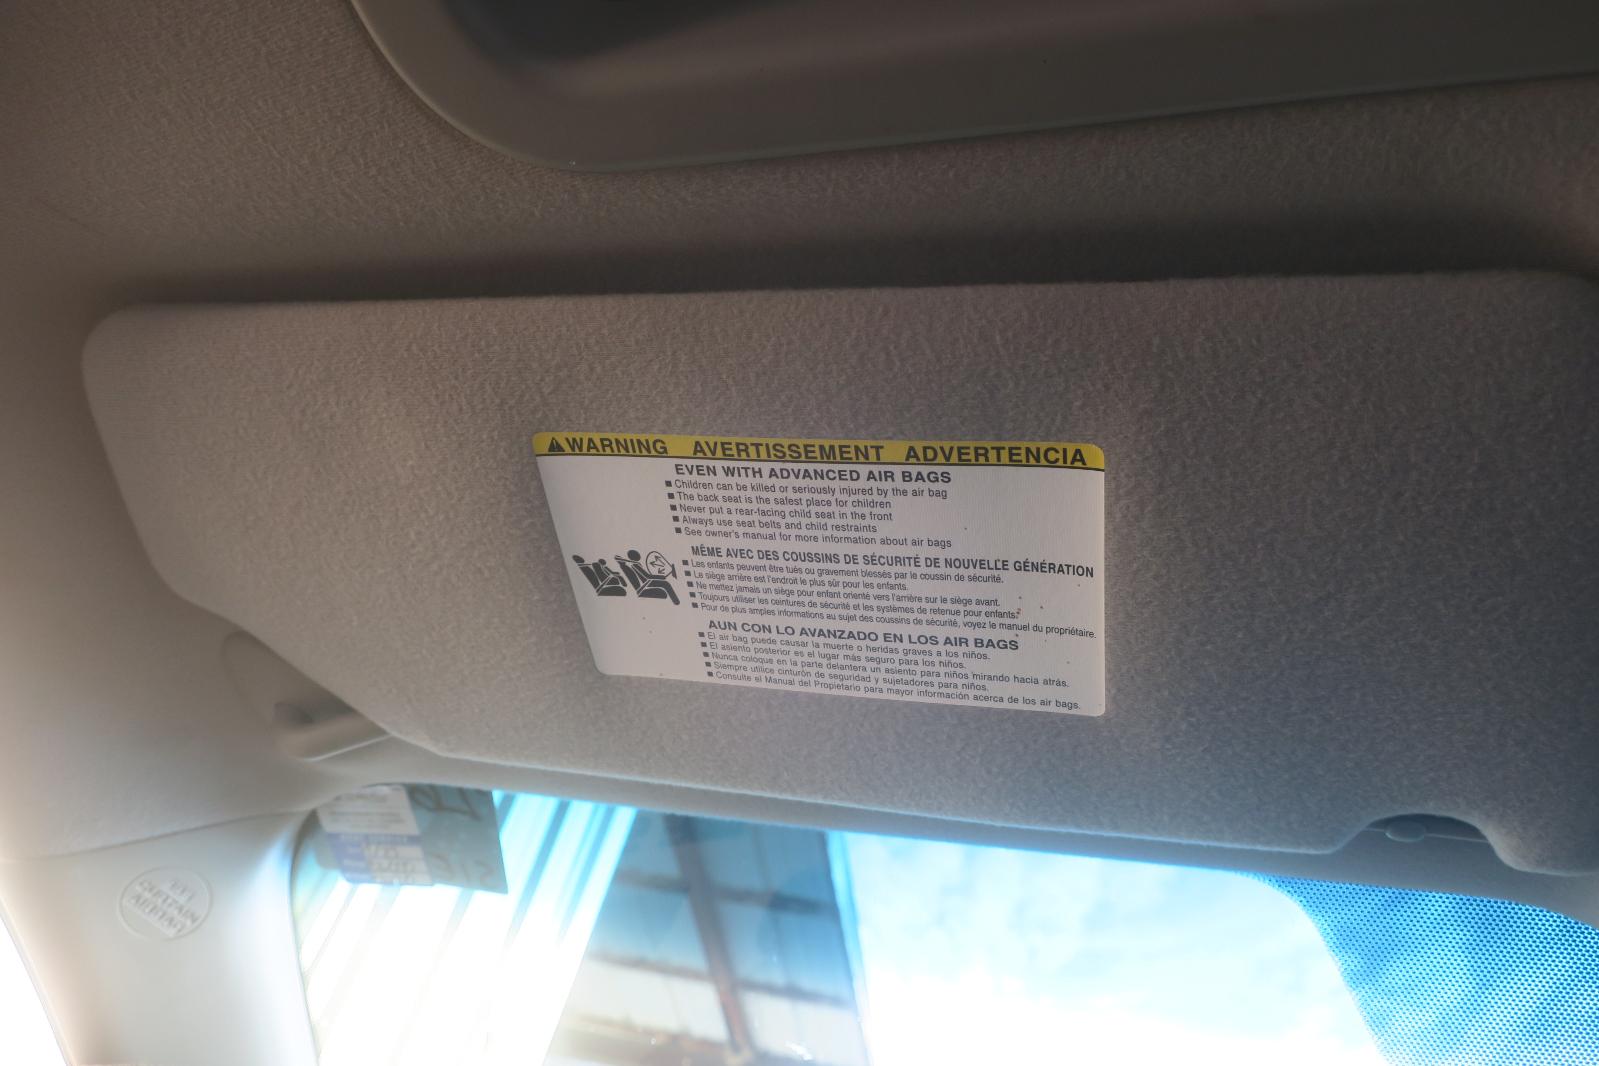 WARNING AVERTISSEMENT ADVERTENCIA
EVEN WITH ADVANCED AIR BAGS
■ Children can be killed or seriously injured by the air bag
■ The back seat is the safest place for children
■ Never put a rear-facing child seat in the front
■ Always use seat belts and child restraints
■ See owner's manual for more information about air bags
MÊME AVEC DES COUSSINS DE SÉCURITÉ DE NOUVELLE GÉNÉRATION
■ Les enfants peuvent être tués ou gravement blessés par le coussin de sécurité.
■ Le siège arrière est l'endroit le plus sûr pour les enfants.
■ Ne mettez jamais un siège pour enfant orienté vers l'arrière sur le siège avant.
■ Toujours utiliser les ceintures de sécurité et les systèmes de retenue pour enfants.
■ Pour de plus amples informations au sujet des coussins de sécurité, voyez le manuel du propriétaire.
AUN CON LO AVANZADO EN LOS AIR BAGS
■ El air bag puede causar la muerte o heridas graves a los niños.
■ El asiento posterior es el lugar más seguro para los niños.
■ Nunca coloque en la parte delantera un asiento para niños mirando hacia atrás.
■ Siempre utilice cinturón de seguridad y sujetadores para niños.
■ Consulte el Manual del Propietario para mayor información acerca de los air bags.
CURTAIN
AIRBAG